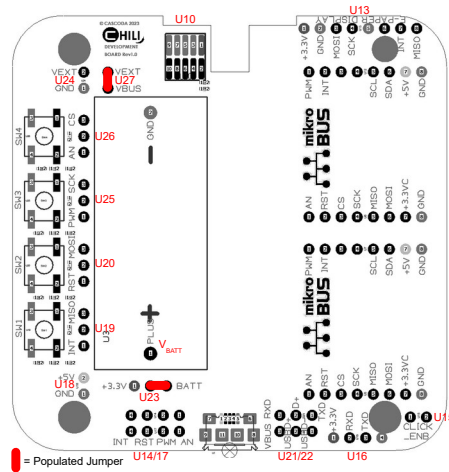 © CASCODA 2023
CHILI
DEVELOPMENT
BOARD Rev1.0
U10
U13
E-PAPER DISPLAY
+3.3V
GND
MOSI
SCK
INT
MISO
VEXT
U24
GND
VEXT
U27
VBUS
PWM
INT
SCL
SDA
+5V
GND
SW4
CS
U26
AN
GND
mikro
BUS
SW3
SCK
U25
PWM
AN
RST
CS
SCK
MISO
MOSI
+3.3VC
GND
SW2
MOSI
U20
RST
PWM
INT
SCL
SDA
+5V
GND
mikro
BUS
SW1
MISO
U19
INT
U3
PLUS
VBATT
+5V
U18
GND
+3.3V
BATT
U23
AN
RST
CS
SCK
MISO
MOSI
+3.3VC
GND
INT RST PWM AN
U14/17
VBUS
RXD
USBD-
USBD+
TXD
U21/22
+3.3V
RXD
TXD
U16
CLICK
_ENB
= Populated Jumper